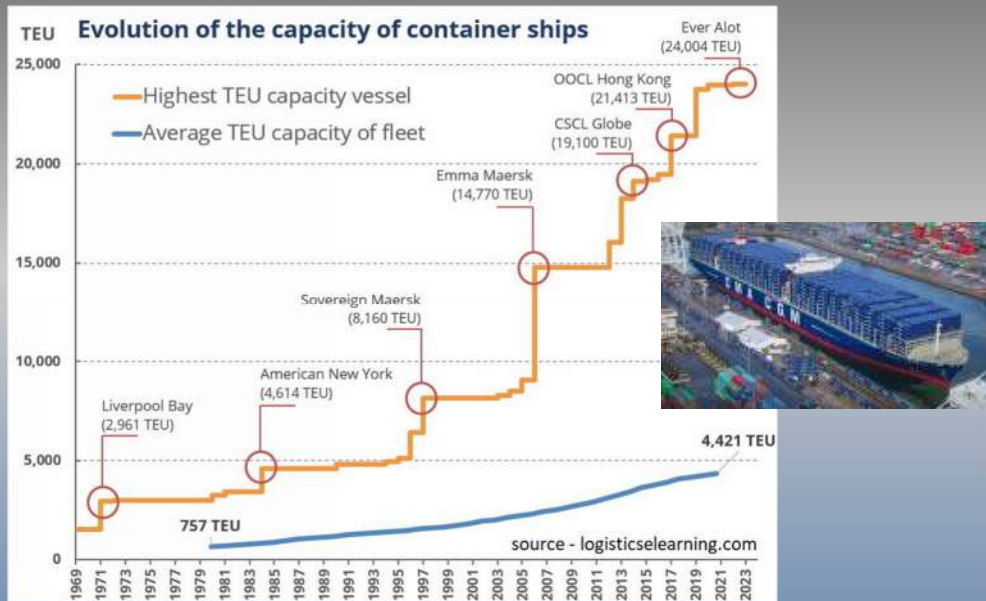 TEU
Evolution of the capacity of container ships
Ever Alot
(24,004 TEU)
25,000
OOCL Hong Kong
(21,413 TEU)
Highest TEU capacity vessel
CSCL Globe
(19,100 TEU)
Average TEU capacity of fleet
20,000
Emma Maersk
(14,770 TEU)
15,000
CMA CGM
Sovereign Maersk
(8,160 TEU)
10,000
American New York
(4,614 TEU)
Liverpool Bay
(2,961 TEU)
5,000
4,421 TEU
757 TEU
source - logisticselearning.com
0
1969
1971
1973
1975
1977
1979
1981
1983
1985
1987
1989
1991
1993
1995
1997
1999
2001
2003
2005
2007
2009
2011
2013
2015
2017
2019
2021
2023